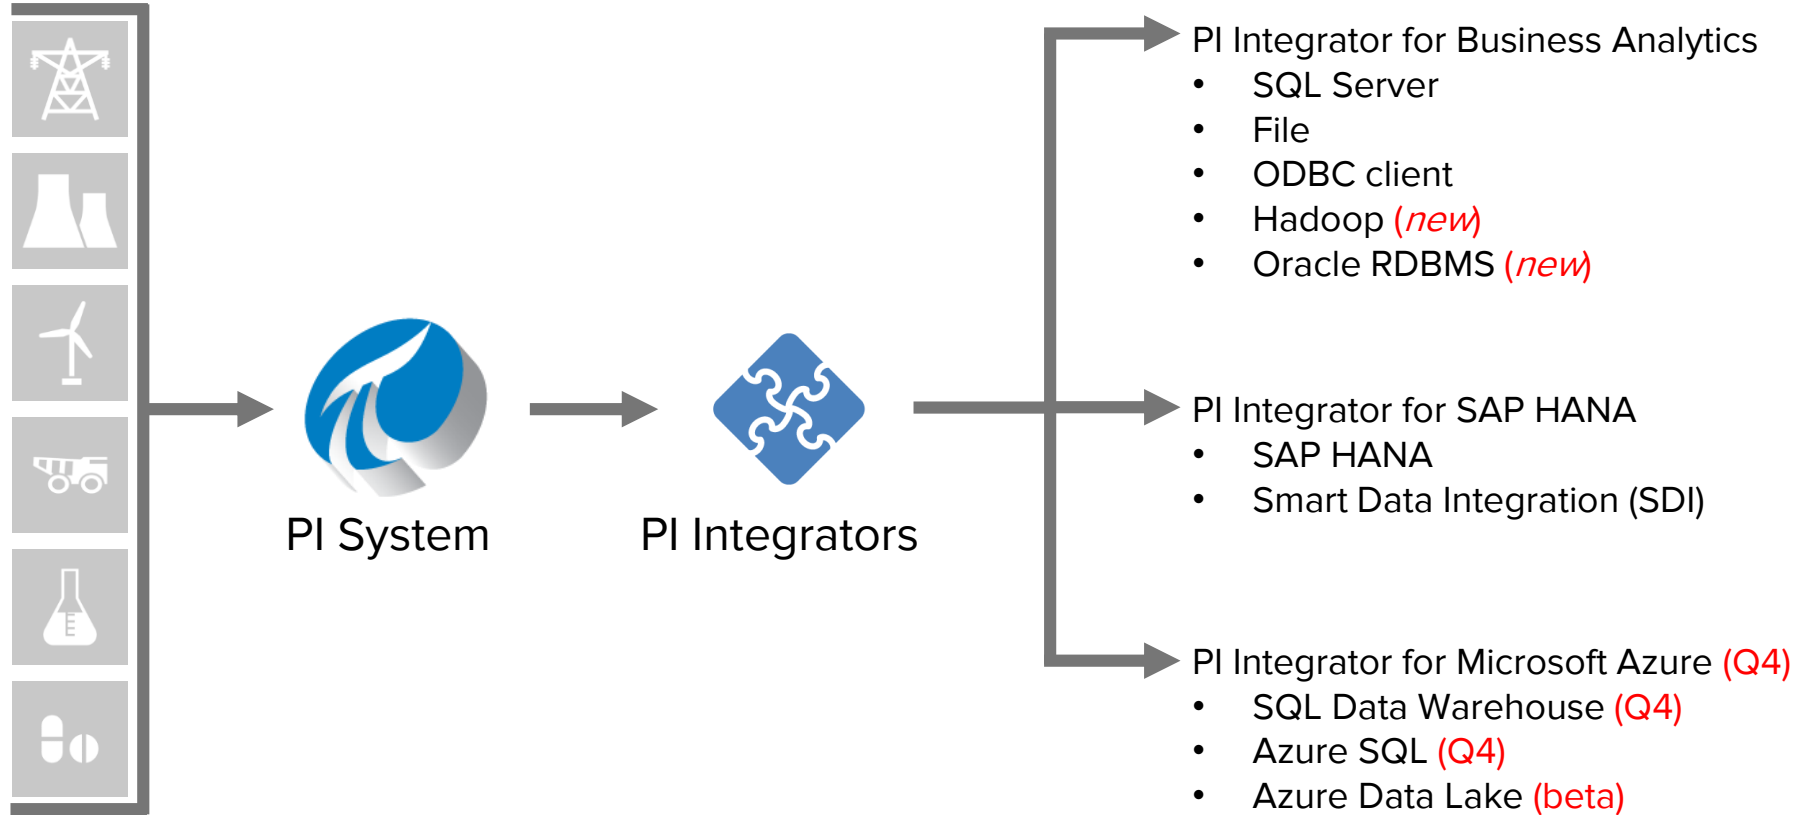 PI Integrator for Business Analytics
• SQL Server
• File
• ODBC client
• Hadoop (new)
• Oracle RDBMS (new)
PI System
PI Integrators
PI Integrator for SAP HANA
• SAP HANA
• Smart Data Integration (SDI)
PI Integrator for Microsoft Azure (Q4)
• SQL Data Warehouse (Q4)
• Azure SQL (Q4)
• Azure Data Lake (beta)